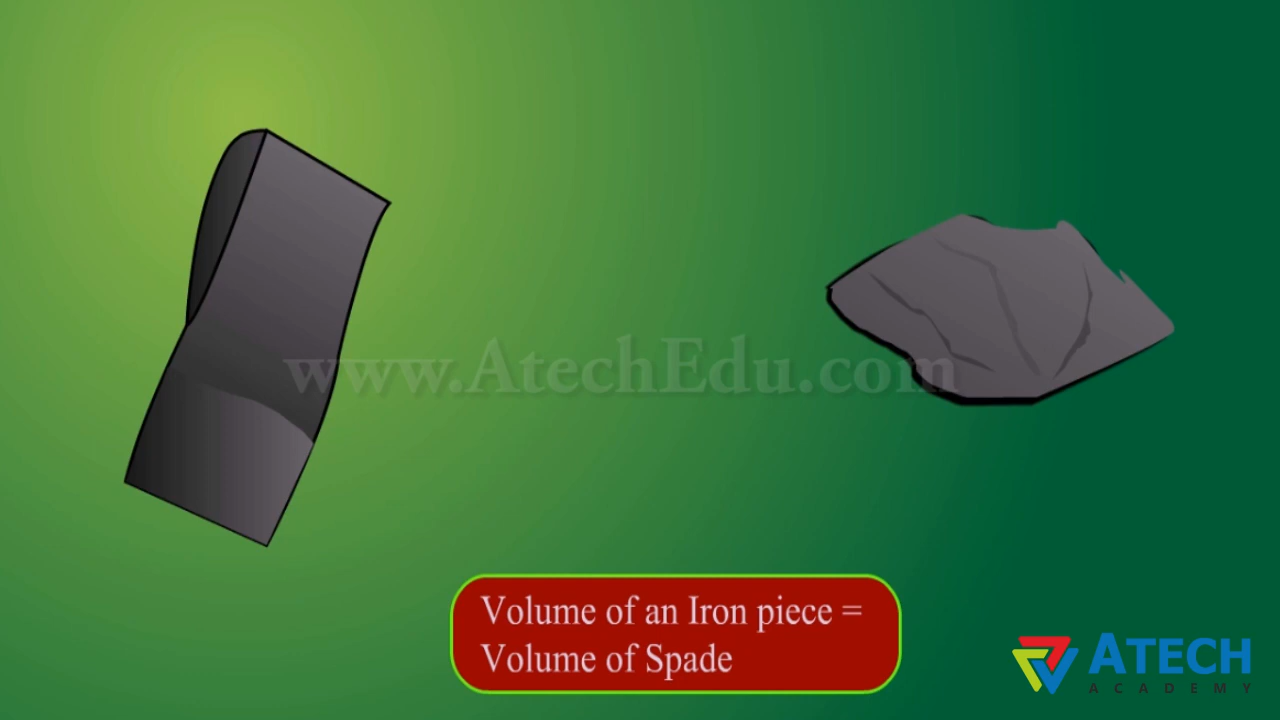 www.AtechEdu.com
Volume of an Iron piece =
Volume of Spade
ATECH
ACADEMY